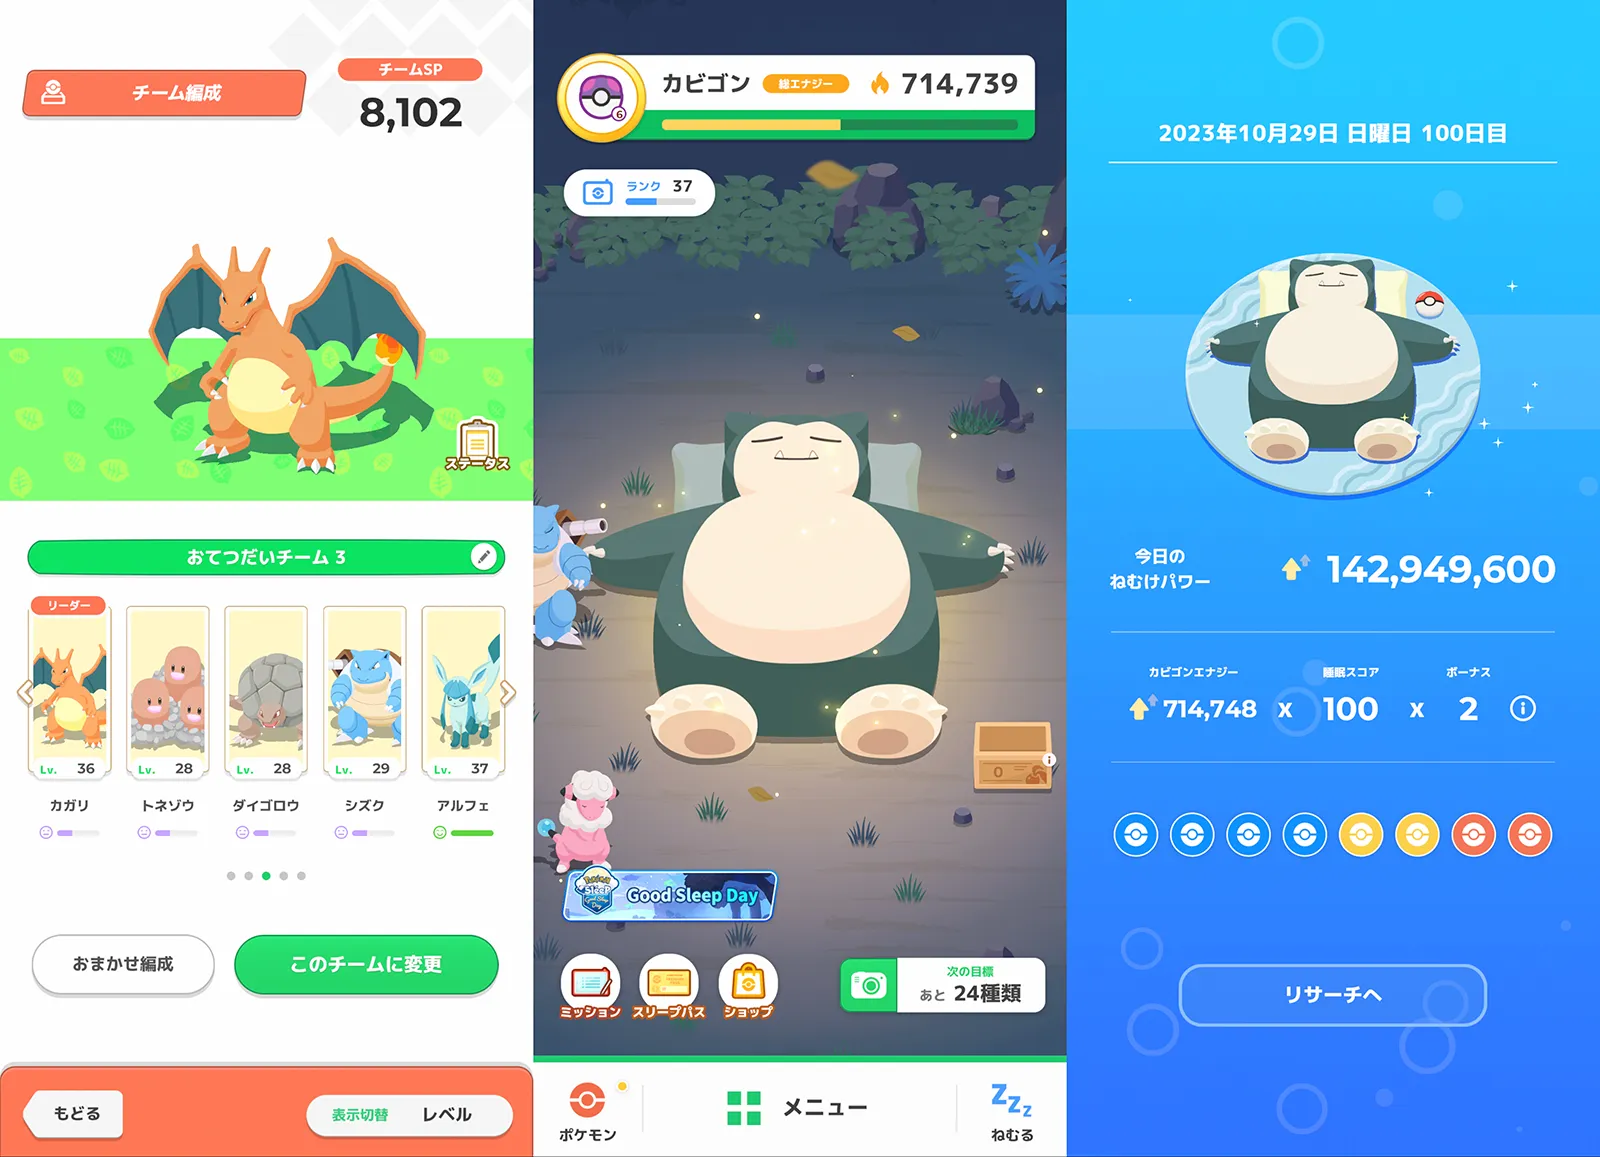 チーム編成
チームSP
8,102
ステータス
おてつだいチーム 3
リーダー
Lv. 36
Lv. 28
Lv. 28
Lv. 29
Lv. 37
カガリ
トネゾウ
ダイゴロウ
シズク
アルフェ
おまかせ編成
このチームに変更
もどる
表示切替 レベル
6
カビゴン 総エナジー 714,739
ランク 37
0
Pokémon Sleep Good Sleep Day
Good Sleep Day
ミッション
スリープパス
ショップ
次の目標
あと 24種類
ポケモン
メニュー
zzz
ねむる
2023年10月29日 日曜日 100日目
今日の
ねむけパワー
142,949,600
カビゴンエナジー 睡眠スコア ボーナス
714,748 x 100 x 2
リサーチへ